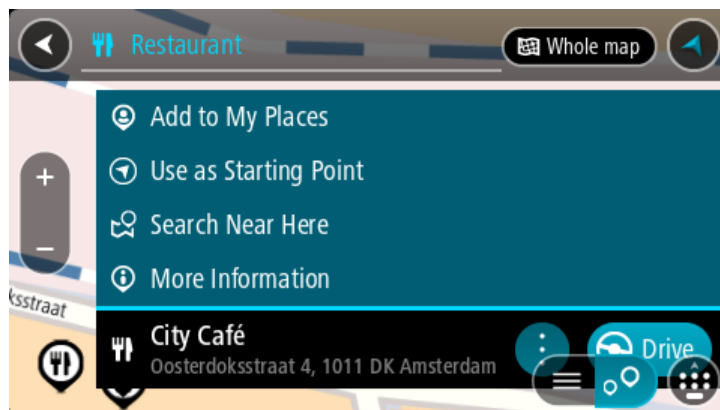 Restaurant
Whole map
Add to My Places
Use as Starting Point
Search Near Here
More Information
ksstraat
City Café
Drive
Oosterdoksstraat 4, 1011 DK Amsterdam